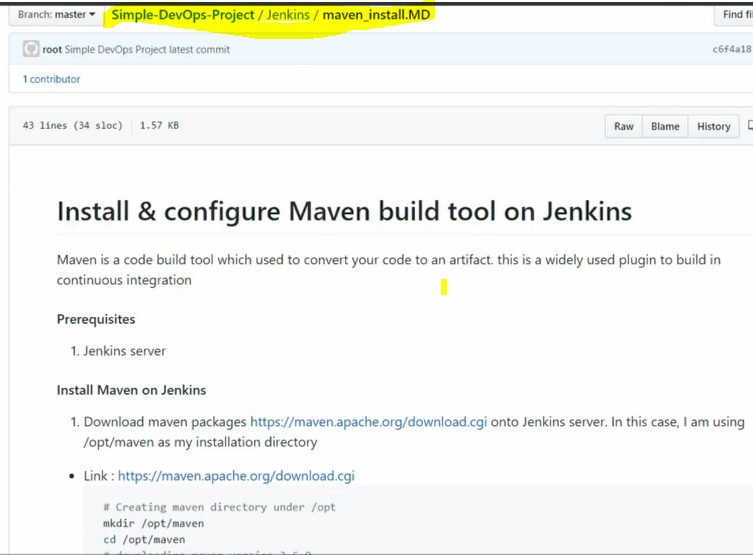 Branch: master Simple-DevOps-Project / Jenkins / maven_install.MD Find fi
root Simple DevOps Project latest commit c6f4a18
1 contributor
43 lines (34 sloc) 1.57 KB Raw Blame History
Install & configure Maven build tool on Jenkins
Maven is a code build tool which used to convert your code to an artifact. this is a widely used plugin to build in
continuous integration
Prerequisites
1. Jenkins server
Install Maven on Jenkins
1. Download maven packages https://maven.apache.org/download.cgi onto Jenkins server. In this case, I am using
/opt/maven as my installation directory
• Link : https://maven.apache.org/download.cgi
# Creating maven directory under /opt
mkdir /opt/maven
cd /opt/maven